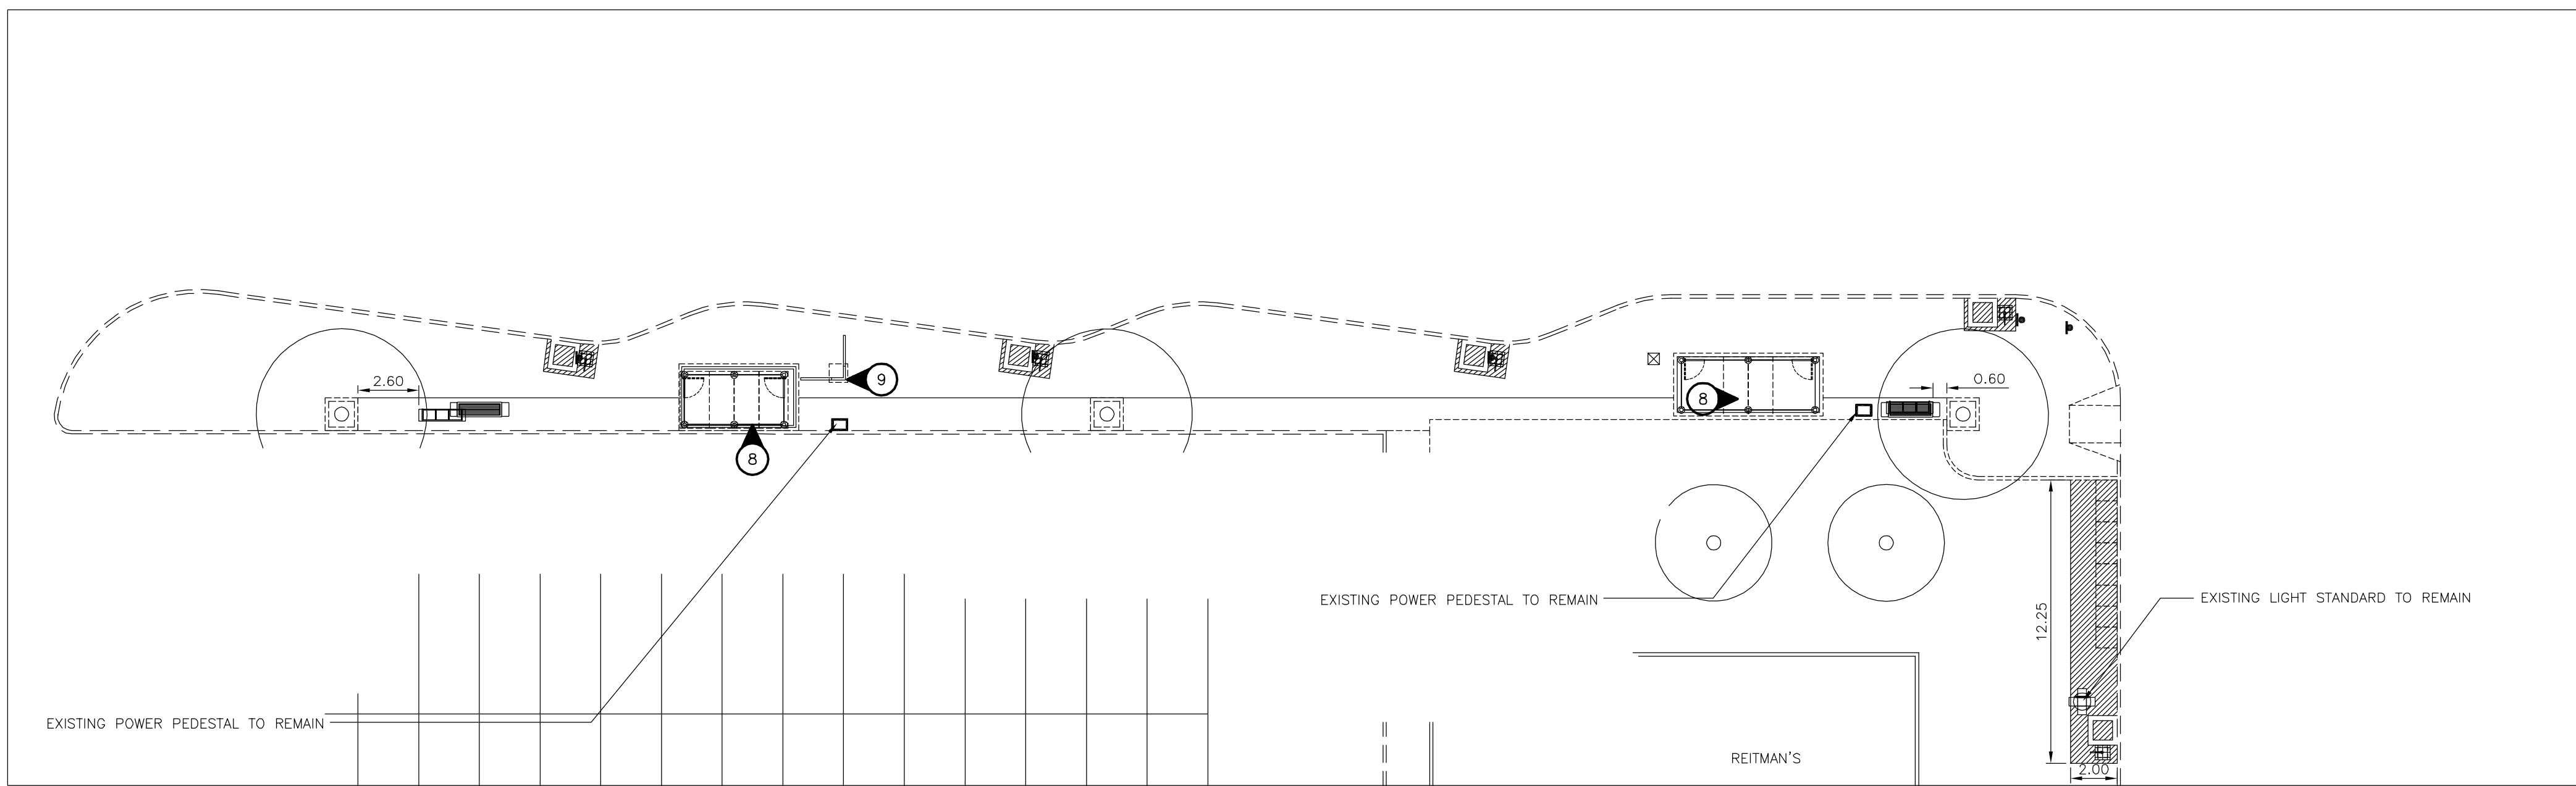 2.60
9
0.60
8
8
EXISTING POWER PEDESTAL TO REMAIN
EXISTING LIGHT STANDARD TO REMAIN
12.25
EXISTING POWER PEDESTAL TO REMAIN
REITMAN'S
2.00